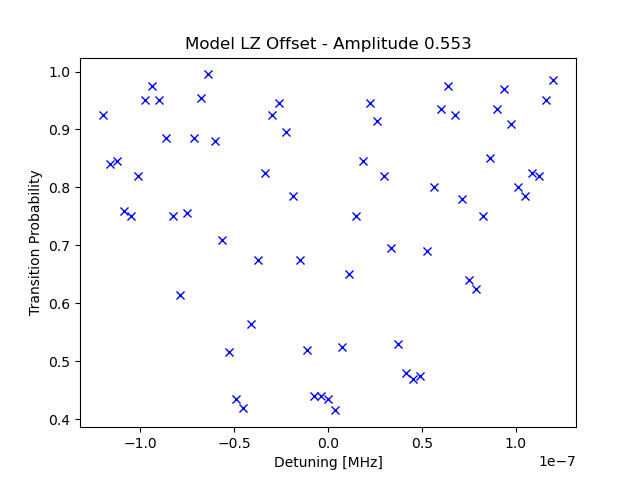 Model LZ Offset - Amplitude 0.553
1.0
0.9
0.8
0.7
0.6
0.5
0.4
Transition Probability
−1.0 −0.5 0.0 0.5 1.0
1e−7
Detuning [MHz]